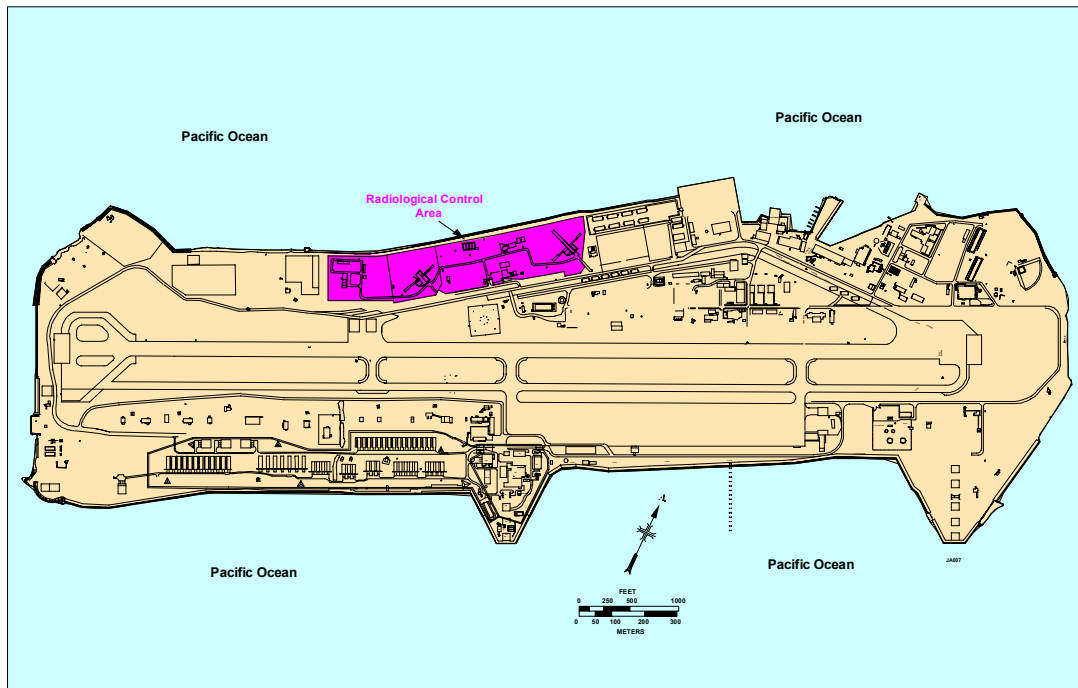 Pacific Ocean
Pacific Ocean
Radiological Control
Area
Pacific Ocean
Pacific Ocean
JA007
FEET
0 250 500 1000
0 50 100 200 300
METERS